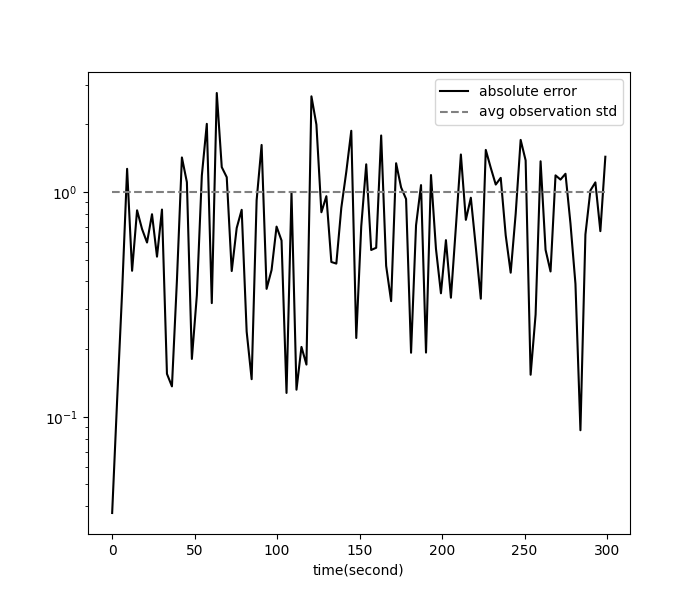 absolute error
avg observation std
10⁰
10⁻¹
0 50 100 150 200 250 300
time(second)